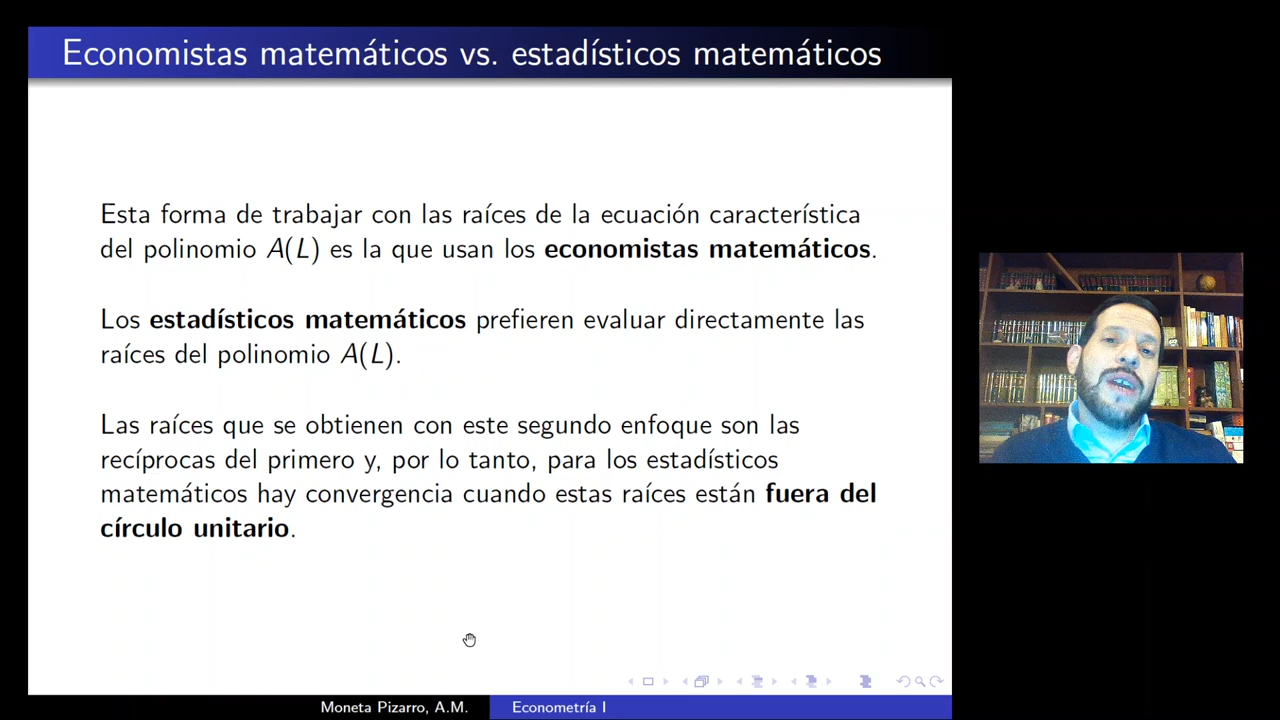 Economistas matemáticos vs. estadísticos matemáticos
Esta forma de trabajar con las raíces de la ecuación característica
del polinomio A(L) es la que usan los economistas matemáticos.
Los estadísticos matemáticos prefieren evaluar directamente las
raíces del polinomio A(L).
Las raíces que se obtienen con este segundo enfoque son las
recíprocas del primero y, por lo tanto, para los estadísticos
matemáticos hay convergencia cuando estas raíces están fuera del
círculo unitario.
Moneta Pizarro, A.M. Econometría I